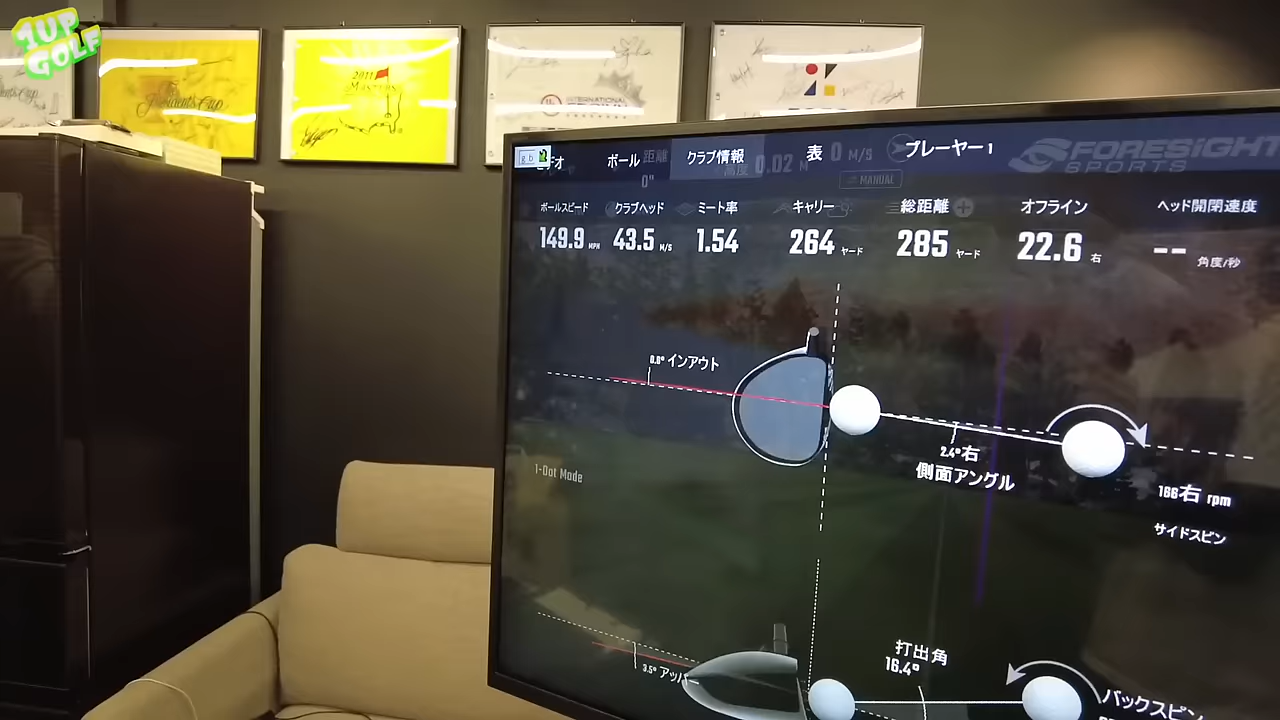 1UP
GOLF
The President's Cup
2011
MASTERS
INTERNATIONAL
FORESIGHT
SPORTS
ボール
距離
クラブ情報
高度 0.02 M
表
0 M/S
プレーヤー1
0"
MANUAL
ボールスピード
クラブヘッド
ミート率
キャリー
総距離
オフライン
ヘッド開閉速度
149.9 MPH
43.5 M/S
1.54
264 ヤード
285 ヤード
22.6 右
-- 角度/秒
0.0° インアウト
2.4° 右
側面アングル
166右 rpm
サイドスピン
1-Dot Mode
打出角
16.4°
3.5° アッパー
バックスピン